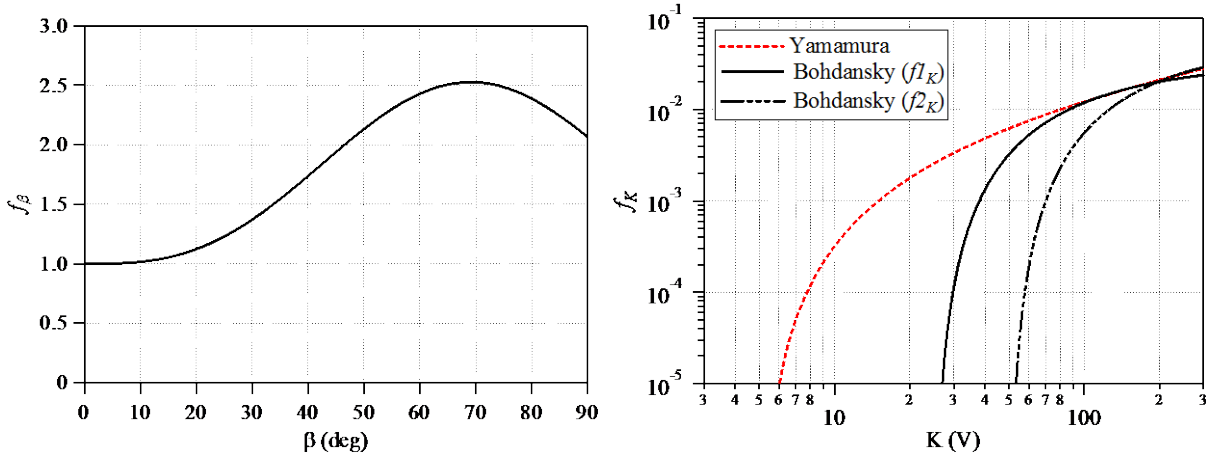 3.0
2.5
2.0
1.5
1.0
0.5
0
fβ
0 10 20 30 40 50 60 70 80 90
β (deg)
10⁻¹
10⁻²
10⁻³
10⁻⁴
10⁻⁵
fK
Yamamura
Bohdansky (f1K)
Bohdansky (f2K)
3 4 5 6 8 10 2 3 4 5 6 7 8 100 2 3
K (V)